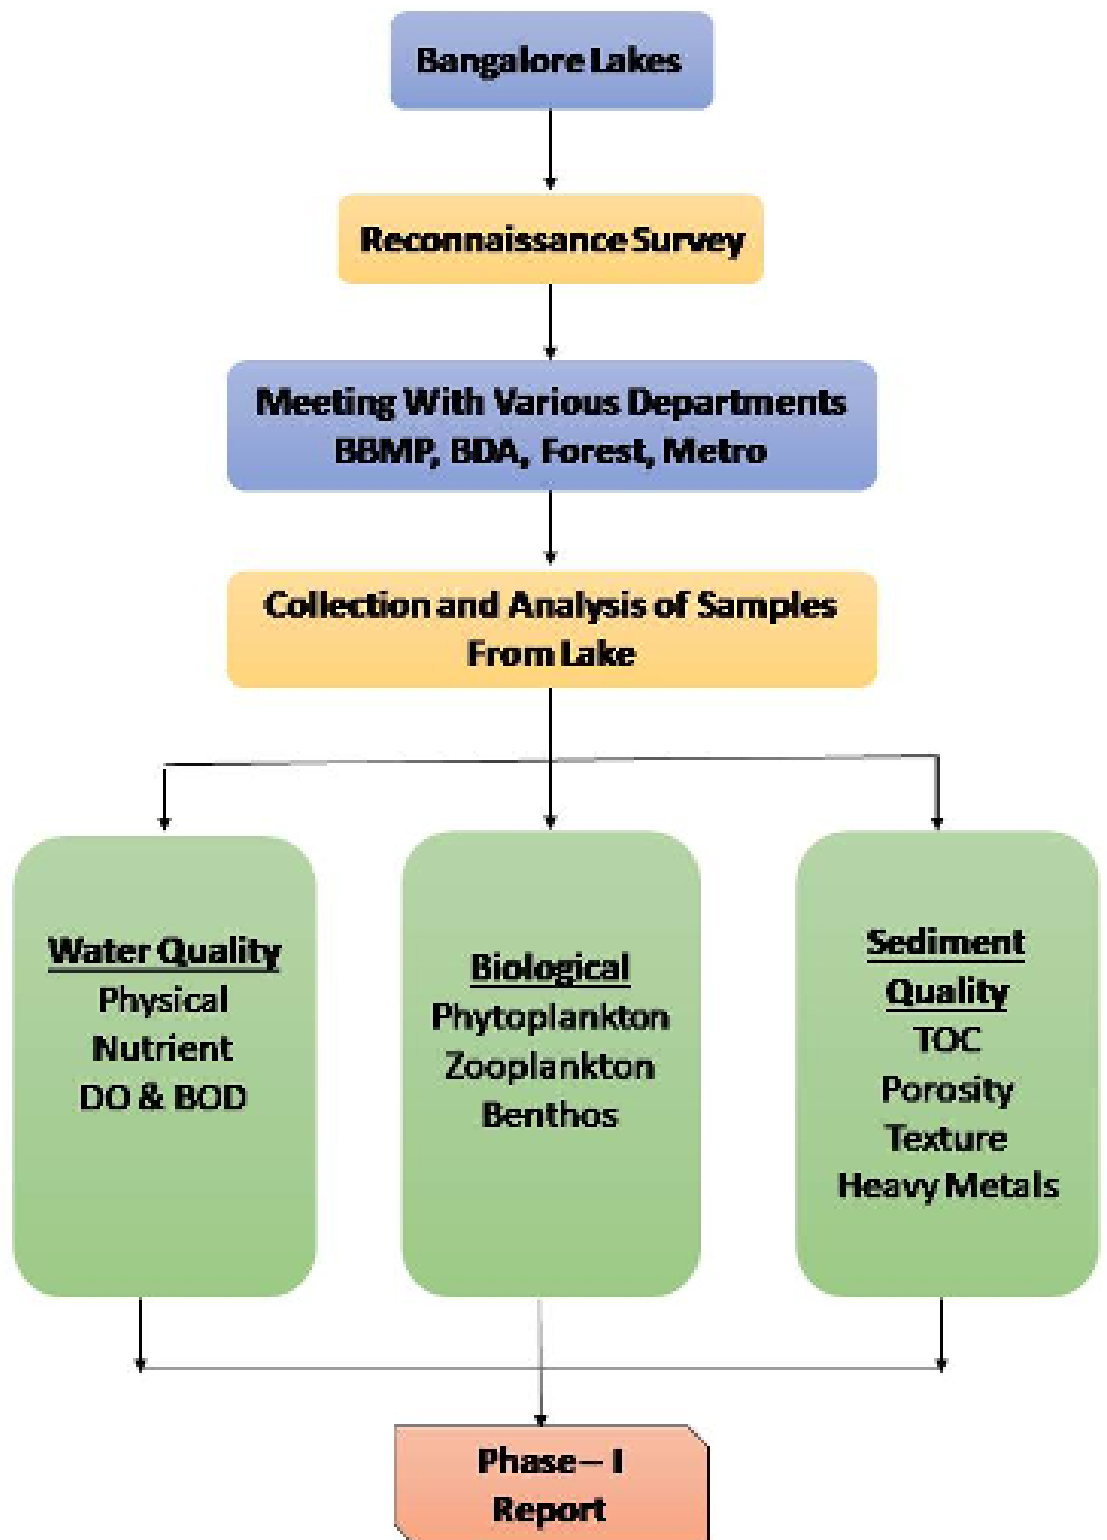 Bangalore Lakes
Reconnaissance Survey
Meeting With Various Departments
BBMP, BDA, Forest, Metro
Collection and Analysis of Samples
From Lake
Water Quality
Physical
Nutrient
DO & BOD
Biological
Phytoplankton
Zooplankton
Benthos
Sediment
Quality
TOC
Porosity
Texture
Heavy Metals
Phase – I
Report